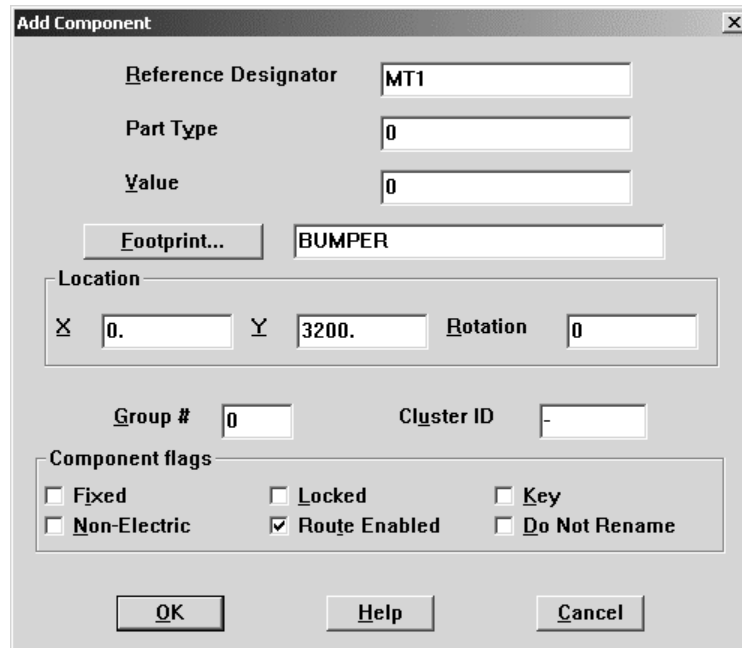 Add Component
Reference Designator MT1
Part Type 0
Value 0
Footprint... BUMPER
Location
X 0. Y 3200. Rotation 0
Group # 0 Cluster ID -
Component flags
Fixed Locked Key
Non-Electric Route Enabled Do Not Rename
OK Help Cancel